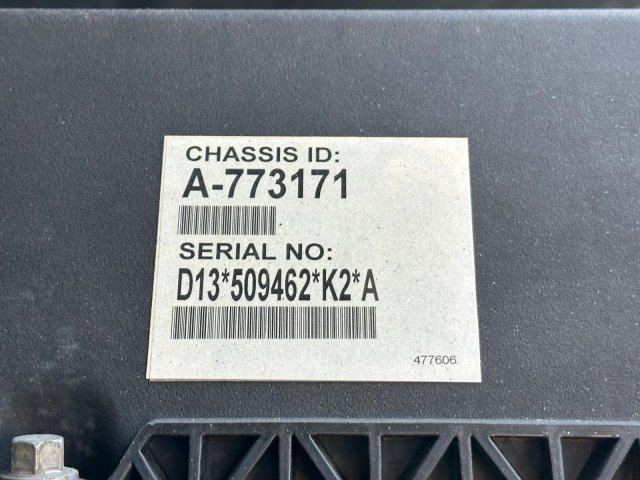 CHASSIS ID:
A-773171
SERIAL NO:
D13*509462*K2*A
477606